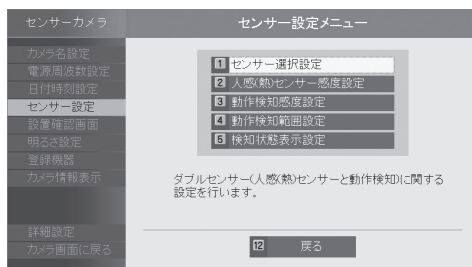 センサーカメラ
センサー設定メニュー
カメラ名設定
電源周波数設定
日付時刻設定
センサー設定
設置確認画面
明るさ設定
登録機器
カメラ情報表示
詳細設定
カメラ画面に戻る
1 センサー選択設定
2 人感(熱)センサー感度設定
3 動作検知感度設定
4 動作検知範囲設定
5 検知状態表示設定
ダブルセンサー(人感(熱)センサーと動作検知)に関する
設定を行います。
12 戻る